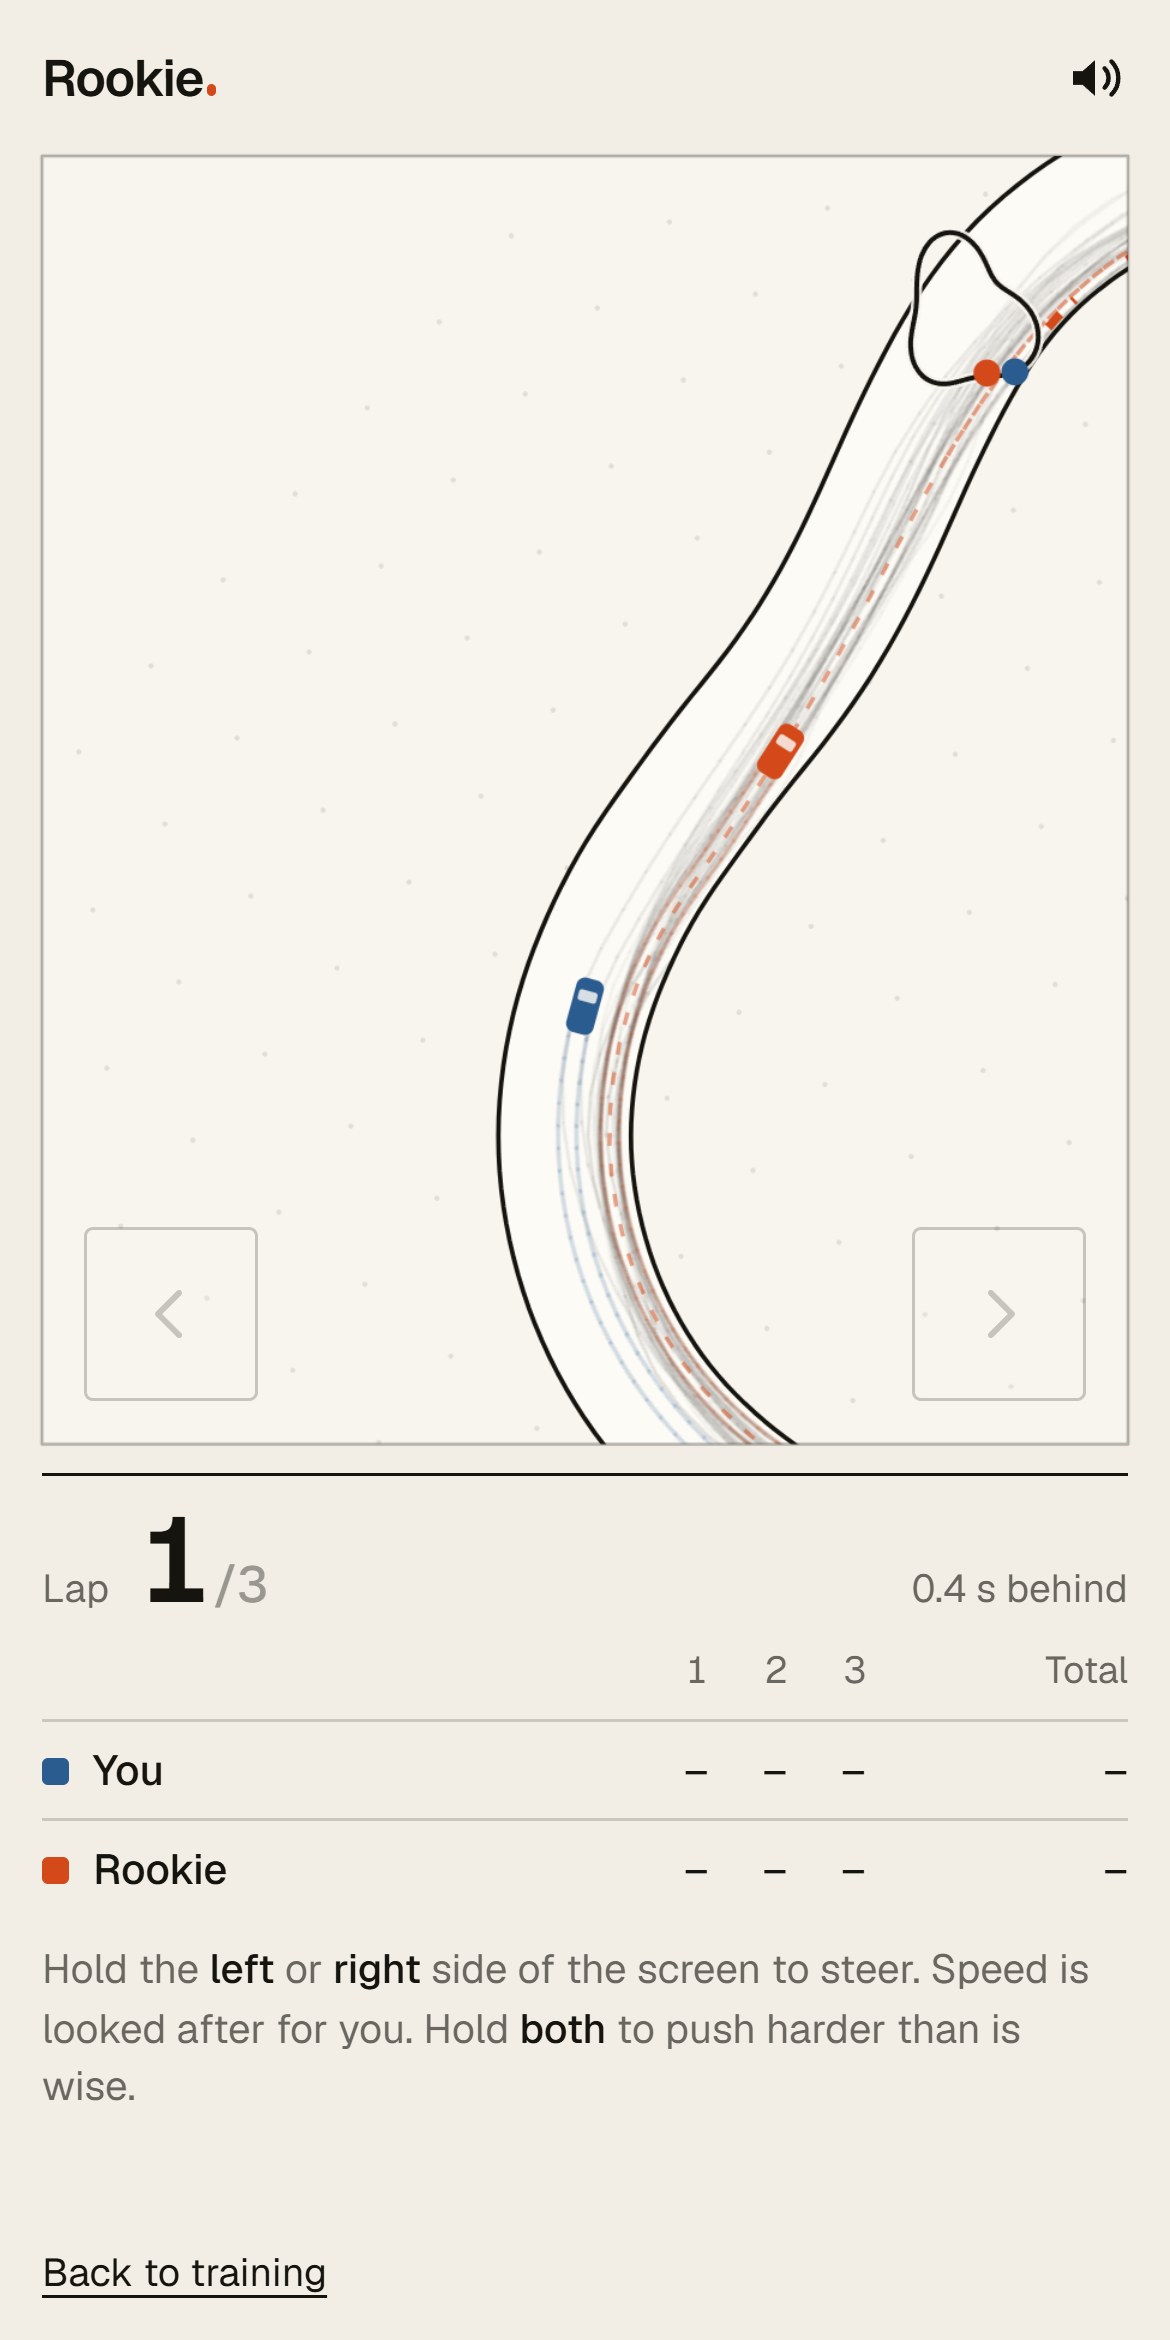 Rookie.
Lap 1/3
0.4 s behind
1 2 3 Total
You – – – –
Rookie – – – –
Hold the left or right side of the screen to steer. Speed is
looked after for you. Hold both to push harder than is
wise.
Back to training